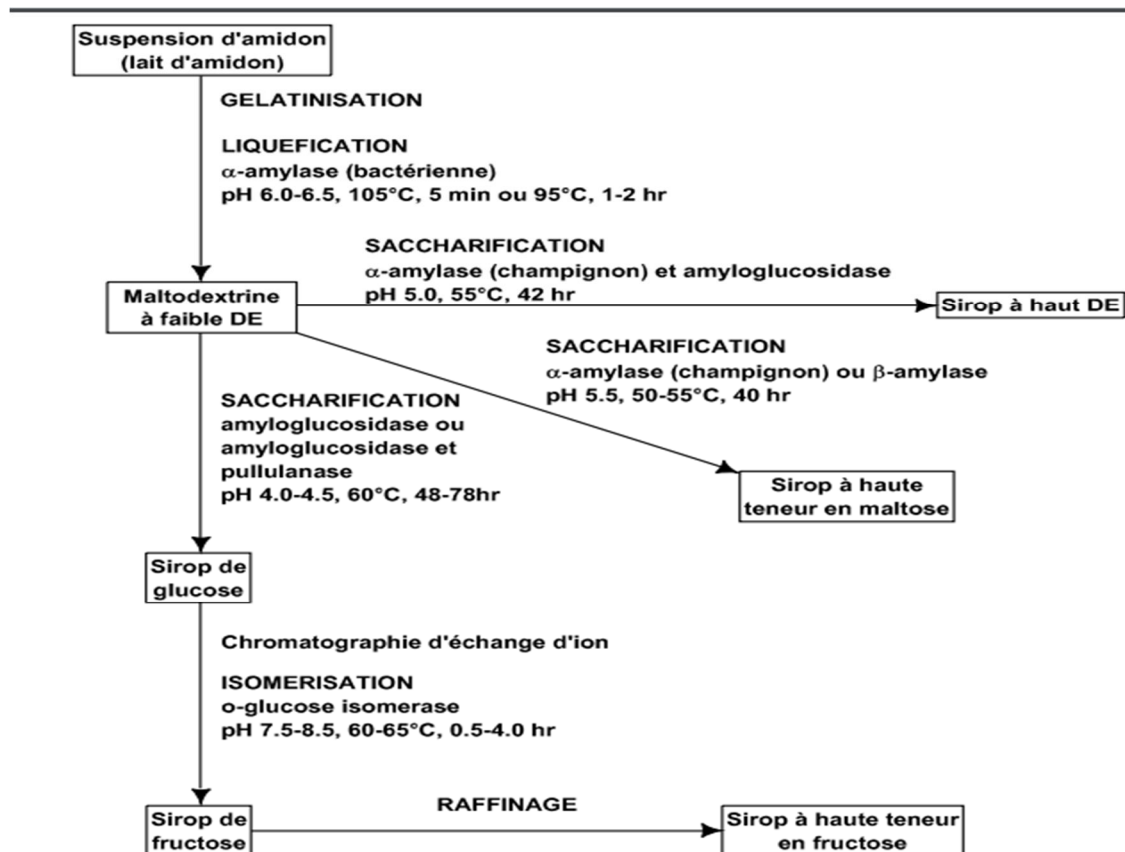 Suspension d'amidon
(lait d'amidon)
GELATINISATION
LIQUEFICATION
α-amylase (bactérienne)
pH 6.0-6.5, 105°C, 5 min ou 95°C, 1-2 hr
SACCHARIFICATION
α-amylase (champignon) et amyloglucosidase
pH 5.0, 55°C, 42 hr
Maltodextrine
à faible DE
Sirop à haut DE
SACCHARIFICATION
α-amylase (champignon) ou β-amylase
pH 5.5, 50-55°C, 40 hr
SACCHARIFICATION
amyloglucosidase ou
amyloglucosidase et
pullulanase
pH 4.0-4.5, 60°C, 48-78hr
Sirop à haute
teneur en maltose
Sirop de
glucose
Chromatographie d'échange d'ion
ISOMERISATION
o-glucose isomerase
pH 7.5-8.5, 60-65°C, 0.5-4.0 hr
RAFFINAGE
Sirop de
fructose
Sirop à haute teneur
en fructose